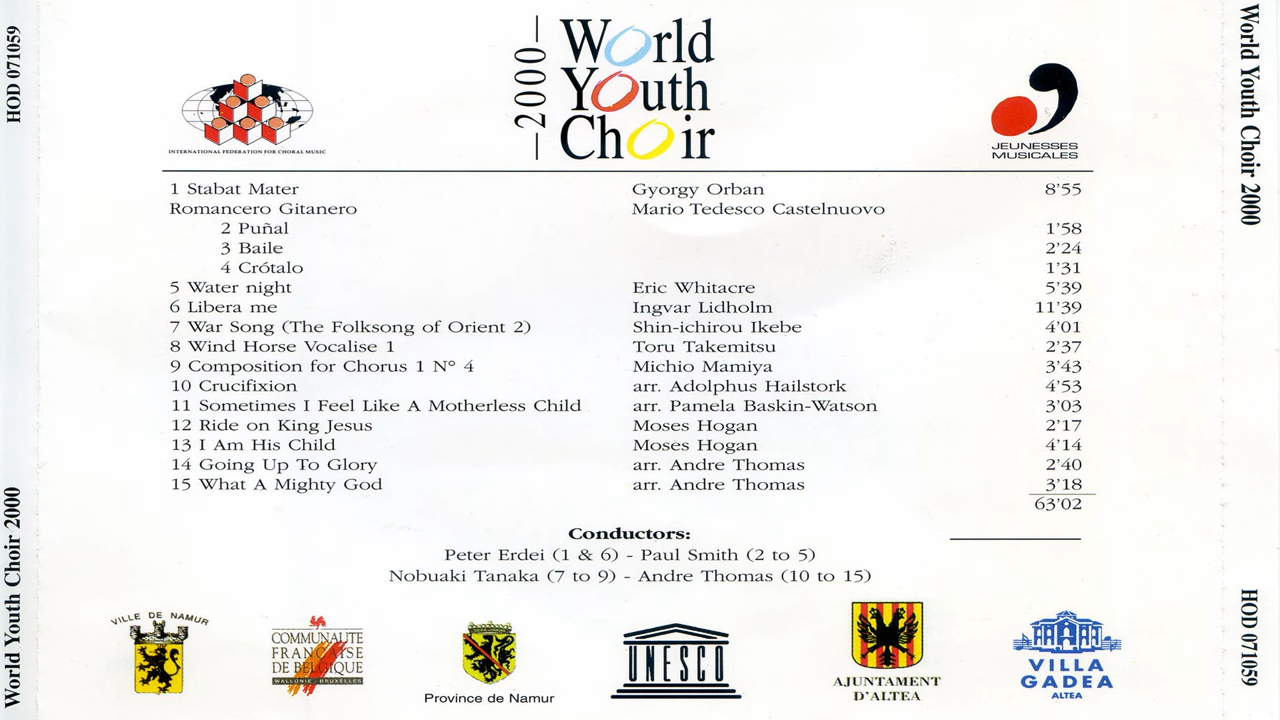 HOD 071059
World Youth Choir 2000
2000
World
Youth
Choir
INTERNATIONAL FEDERATION FOR CHORAL MUSIC
JEUNESSES
MUSICALES
1 Stabat Mater Gyorgy Orban 8'55
Romancero Gitanero Mario Tedesco Castelnuovo
2 Puñal 1'58
3 Baile 2'24
4 Crótalo 1'31
5 Water night Eric Whitacre 5'39
6 Libera me Ingvar Lidholm 11'39
7 War Song (The Folksong of Orient 2) Shin-ichirou Ikebe 4'01
8 Wind Horse Vocalise 1 Toru Takemitsu 2'37
9 Composition for Chorus 1 N° 4 Michio Mamiya 3'43
10 Crucifixion arr. Adolphus Hailstork 4'53
11 Sometimes I Feel Like A Motherless Child arr. Pamela Baskin-Watson 3'03
12 Ride on King Jesus Moses Hogan 2'17
13 I Am His Child Moses Hogan 4'14
14 Going Up To Glory arr. Andre Thomas 2'40
15 What A Mighty God arr. Andre Thomas 3'18
63'02
Conductors:
Peter Erdei (1 & 6) - Paul Smith (2 to 5)
Nobuaki Tanaka (7 to 9) - Andre Thomas (10 to 15)
VILLE DE NAMUR
COMMUNAUTE
FRANÇAISE
DE BELGIQUE
WALLONIE - BRUXELLES
Province de Namur
UNESCO
AJUNTAMENT
D'ALTEA
VILLA
GADEA
ALTEA
World Youth Choir 2000
HOD 071059